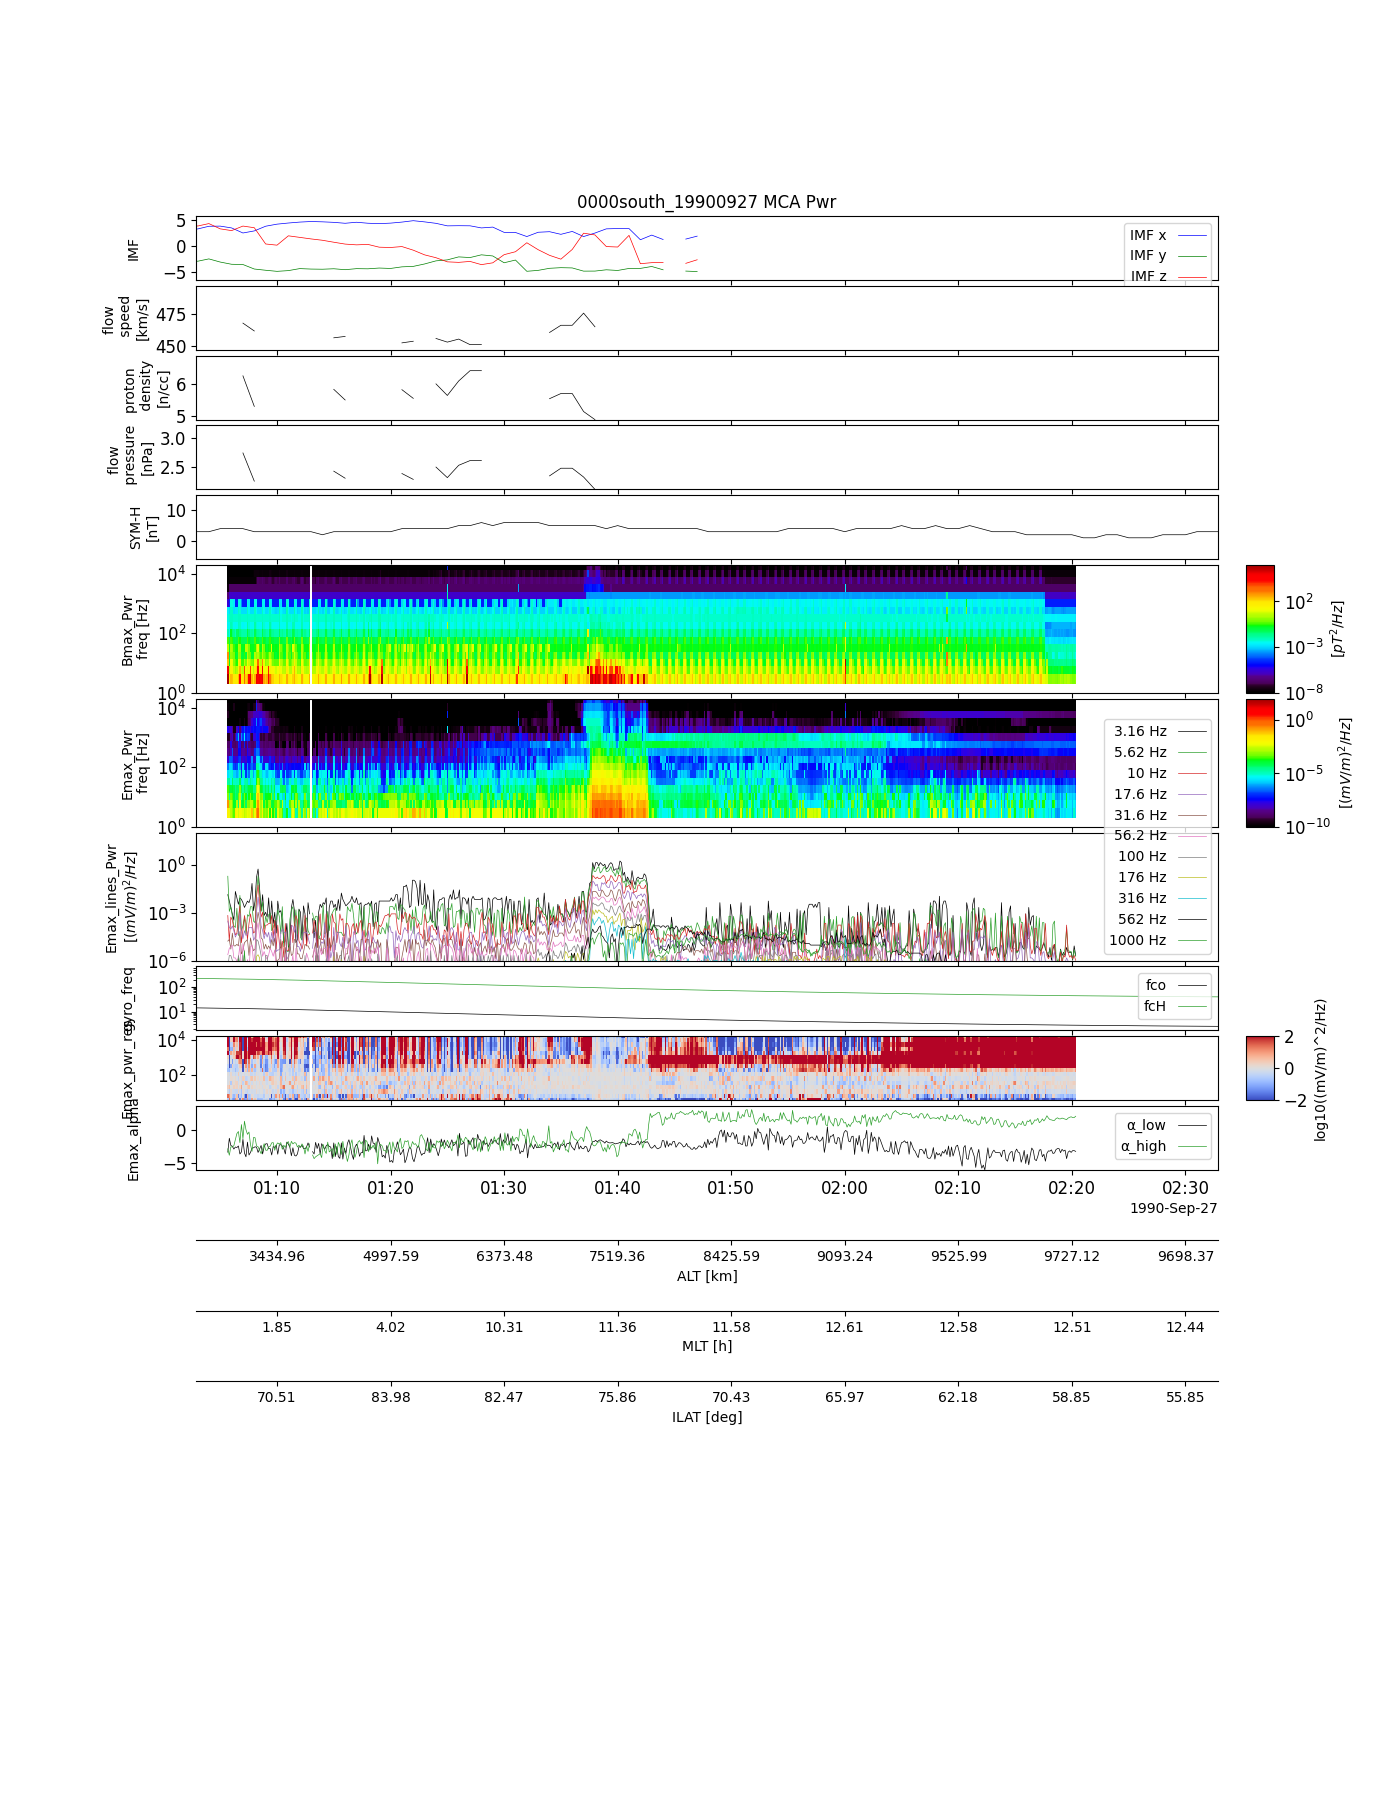 0000south_19900927 MCA Pwr
IMF
5
0
−5
IMF x
IMF y
IMF z
flow
speed
[km/s]
475
450
proton
density
[n/cc]
6
5
flow
pressure
[nPa]
3.0
2.5
SYM-H
[nT]
10
0
Bmax_Pwr
freq [Hz]
10^4
10^2
10^0
10^2
10^−3
10^−8
[pT^2/Hz]
Emax_Pwr
freq [Hz]
10^4
10^2
10^0
10^0
10^−5
10^−10
[(mV/m)^2/Hz]
3.16 Hz
5.62 Hz
10 Hz
17.6 Hz
31.6 Hz
56.2 Hz
100 Hz
176 Hz
316 Hz
562 Hz
1000 Hz
Emax_lines_Pwr
[(mV/m)^2/Hz]
10^0
10^−3
10^−6
gyro_freq
10^2
10^1
fco
fcH
Emax_pwr_reg
10^4
10^2
2
0
−2
log10((mV/m)^2/Hz)
Emax_alpha
0
−5
α_low
α_high
01:10 01:20 01:30 01:40 01:50 02:00 02:10 02:20 02:30
1990-Sep-27
3434.96 4997.59 6373.48 7519.36 8425.59 9093.24 9525.99 9727.12 9698.37
ALT [km]
1.85 4.02 10.31 11.36 11.58 12.61 12.58 12.51 12.44
MLT [h]
70.51 83.98 82.47 75.86 70.43 65.97 62.18 58.85 55.85
ILAT [deg]